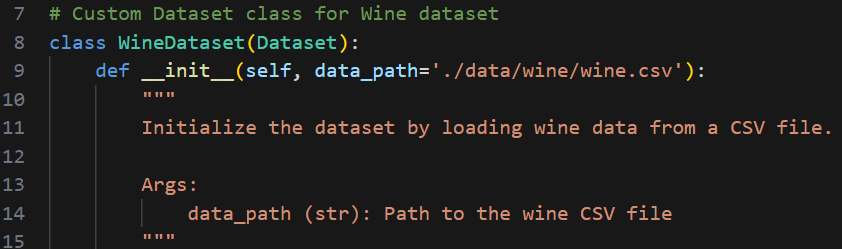 7 # Custom Dataset class for Wine dataset
8 class WineDataset(Dataset):
9 def __init__(self, data_path='./data/wine/wine.csv'):
10 """
11 Initialize the dataset by loading wine data from a CSV file.
12
13 Args:
14 data_path (str): Path to the wine CSV file
15 """